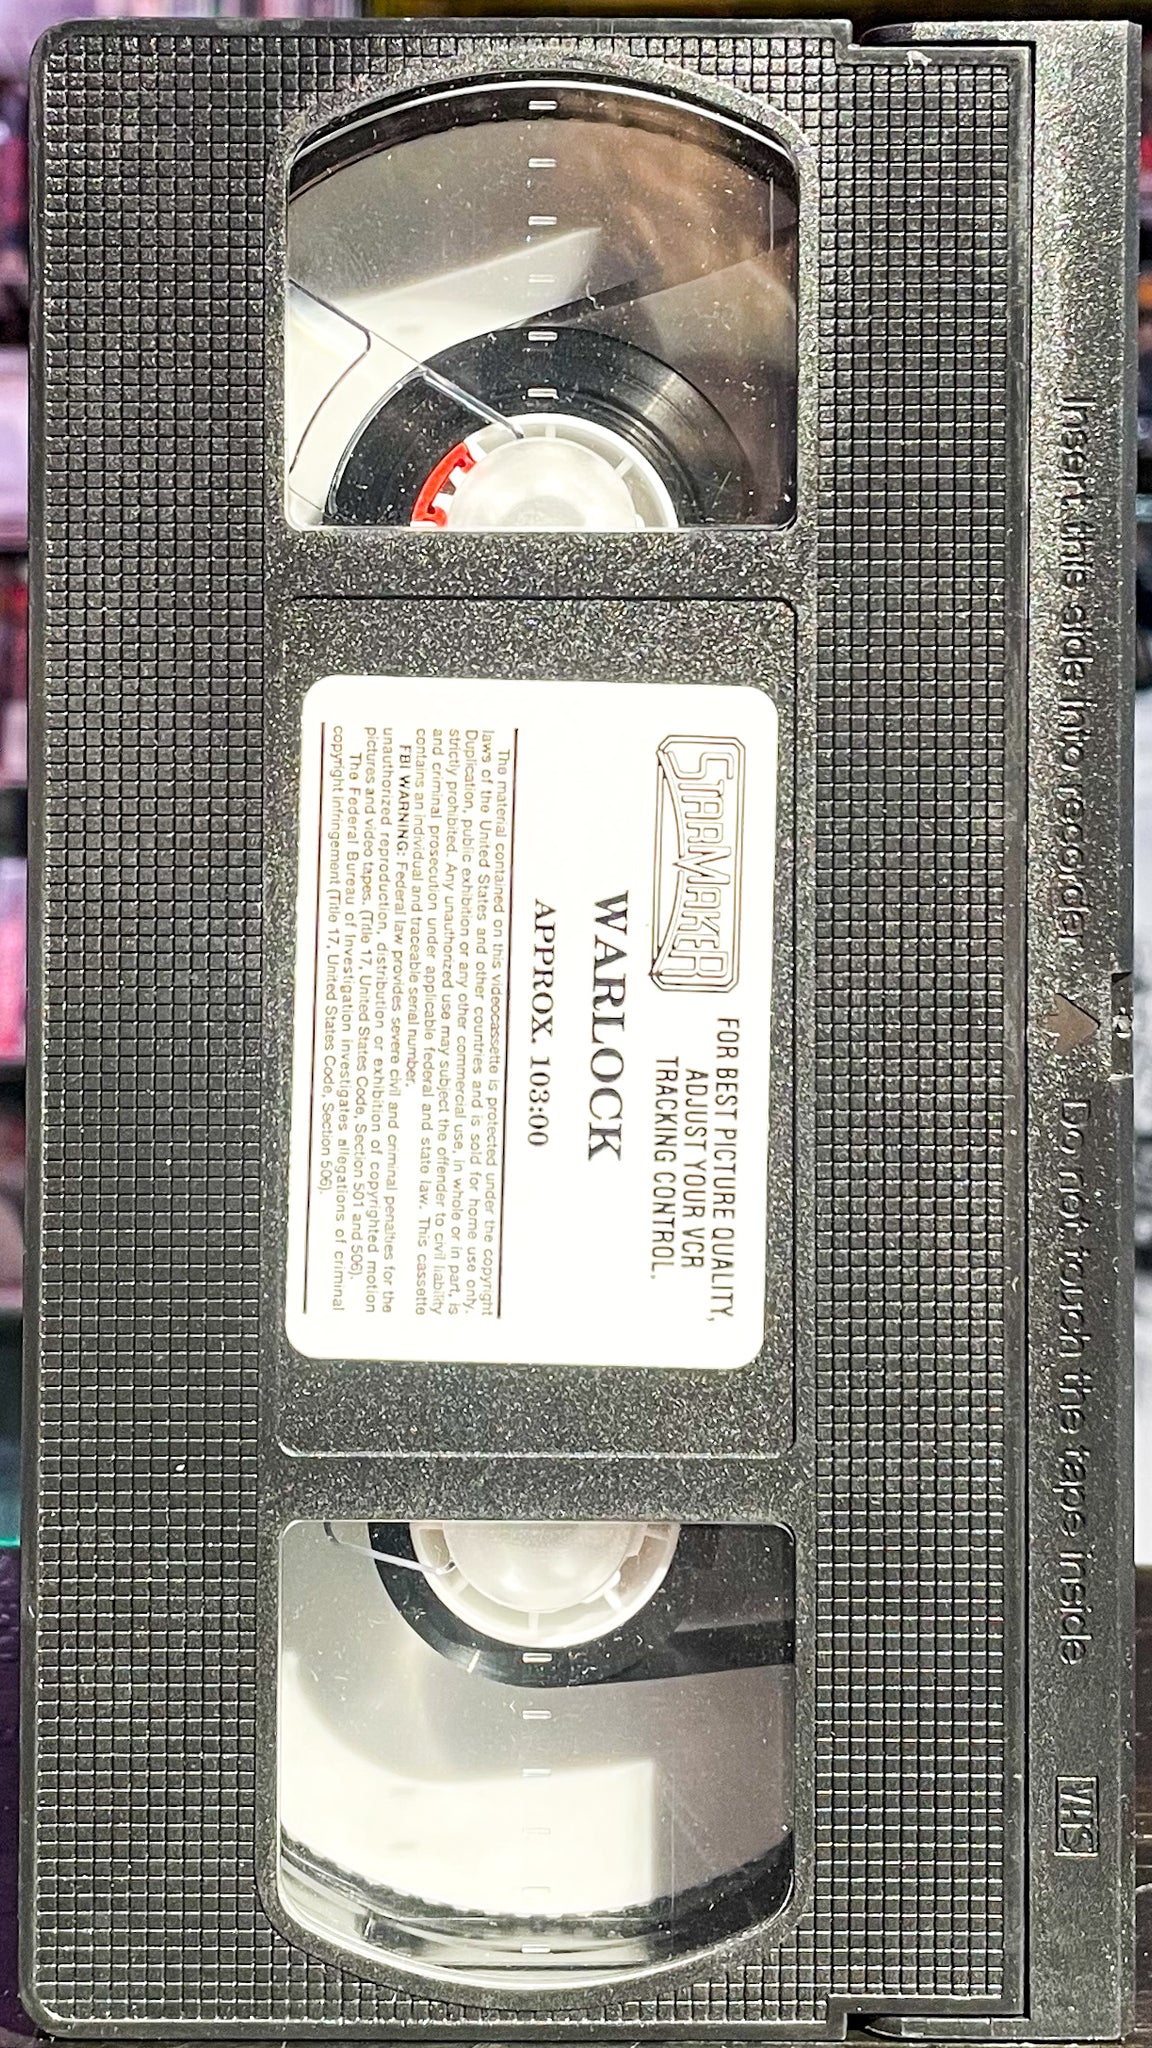 STARMAKER
FOR BEST PICTURE QUALITY,
ADJUST YOUR VCR
TRACKING CONTROL.
WARLOCK
APPROX. 103:00
The material contained on this videocassette is protected under the copyright
laws of the United States and other countries and is sold for home use only.
Duplication, public exhibition or any other commercial use, in whole or in part, is
strictly prohibited. Any unauthorized use may subject the offender to civil liability
and criminal prosecution under applicable federal and state law. This cassette
contains an individual and traceable serial number.
FBI WARNING: Federal law provides severe civil and criminal penalties for the
unauthorized reproduction, distribution or exhibition of copyrighted motion
pictures and video tapes. (Title 17, United States Code, Section 501 and 506).
The Federal Bureau of Investigation investigates allegations of criminal
copyright infringement (Title 17, United States Code, Section 506).
Insert this side into recorder Do not touch the tape inside
VHS